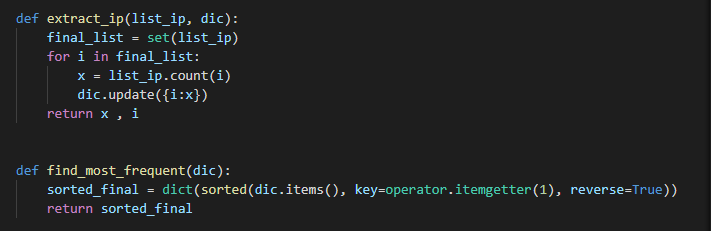 def extract_ip(list_ip, dic):
    final_list = set(list_ip)
    for i in final_list:
        x = list_ip.count(i)
        dic.update({i:x})
    return x , i
def find_most_frequent(dic):
    sorted_final = dict(sorted(dic.items(), key=operator.itemgetter(1), reverse=True))
    return sorted_final